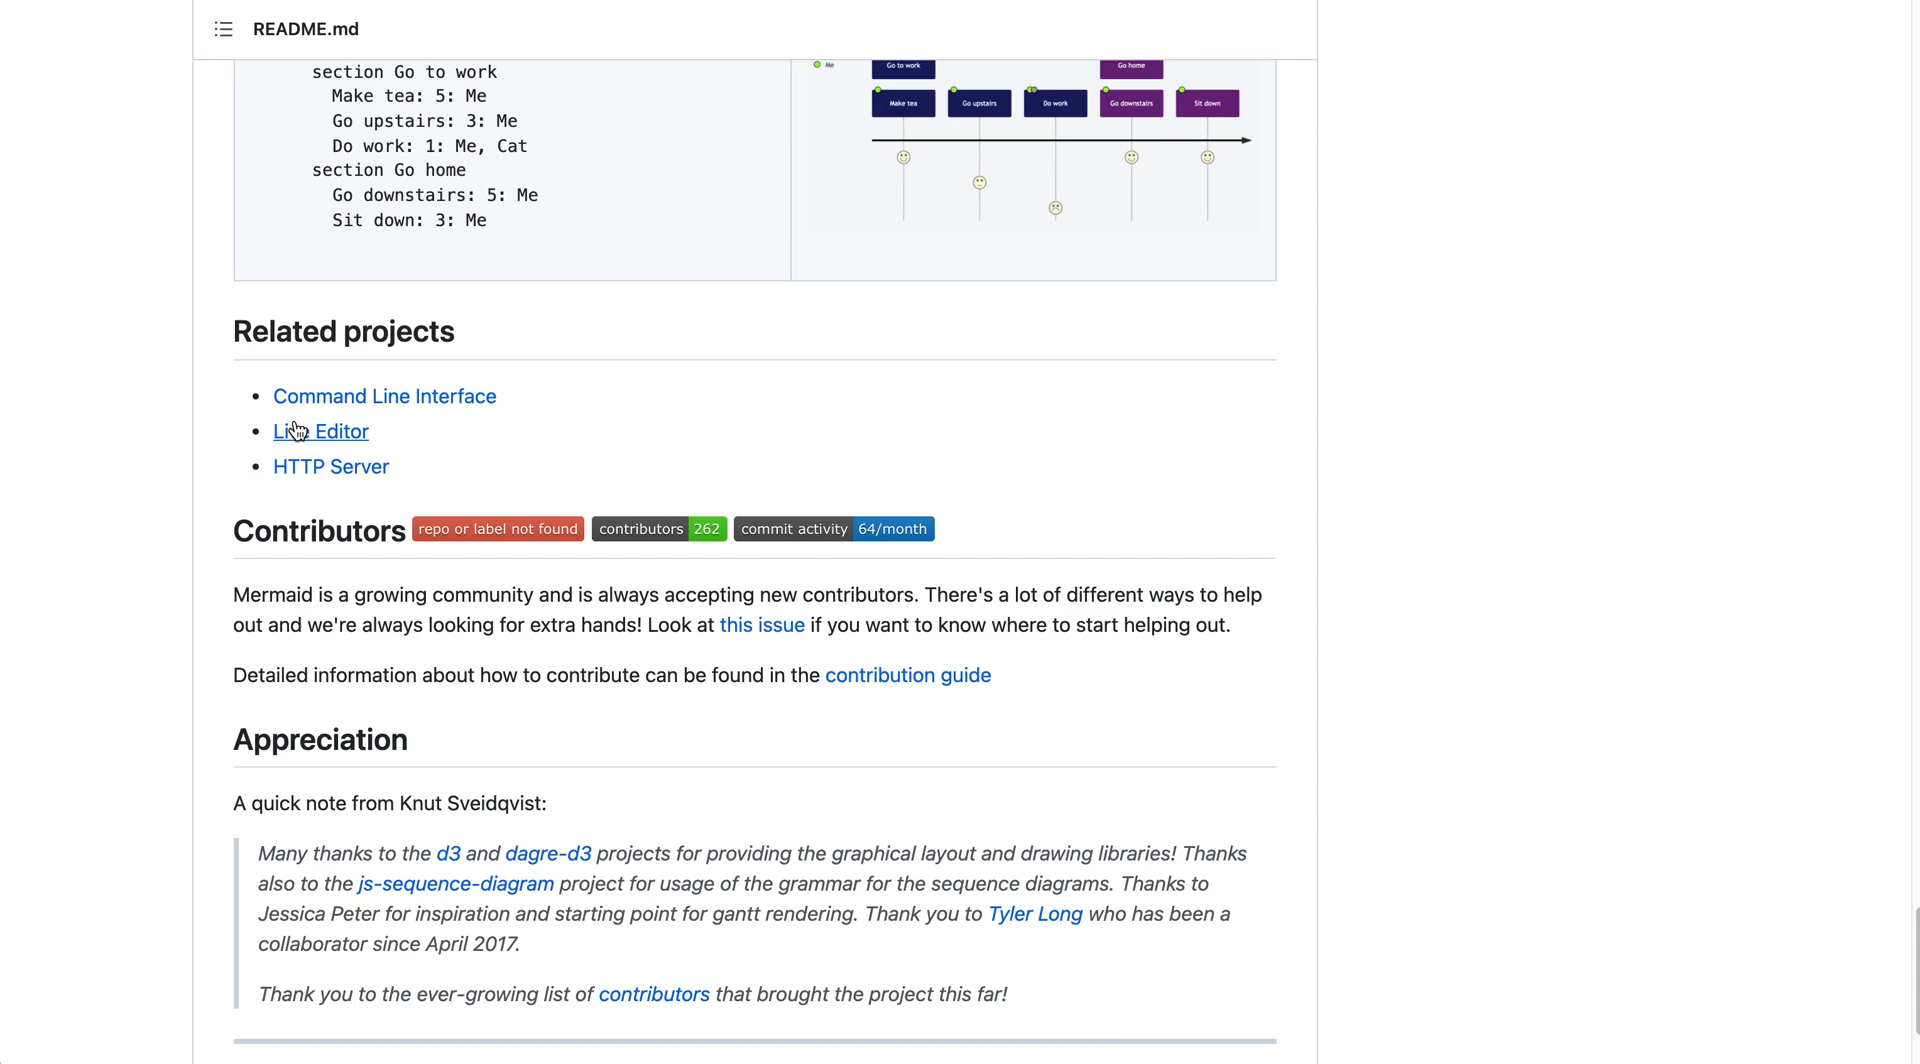 README.md
section Go to work
Make tea: 5: Me
Go upstairs: 3: Me
Do work: 1: Me, Cat
section Go home
Go downstairs: 5: Me
Sit down: 3: Me
Me
Go to work
Go home
Make tea
Go upstairs
Do work
Go downstairs
Sit down
Related projects
Command Line Interface
Live Editor
HTTP Server
Contributors repo or label not found contributors 262 commit activity 64/month
Mermaid is a growing community and is always accepting new contributors. There's a lot of different ways to help
out and we're always looking for extra hands! Look at this issue if you want to know where to start helping out.
Detailed information about how to contribute can be found in the contribution guide
Appreciation
A quick note from Knut Sveidqvist:
Many thanks to the d3 and dagre-d3 projects for providing the graphical layout and drawing libraries! Thanks
also to the js-sequence-diagram project for usage of the grammar for the sequence diagrams. Thanks to
Jessica Peter for inspiration and starting point for gantt rendering. Thank you to Tyler Long who has been a
collaborator since April 2017.
Thank you to the ever-growing list of contributors that brought the project this far!